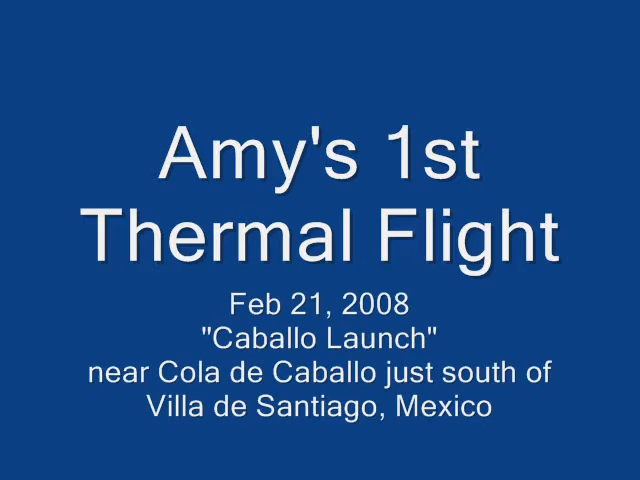 Amy's 1st
Thermal Flight
Feb 21, 2008
"Caballo Launch"
near Cola de Caballo just south of
Villa de Santiago, Mexico